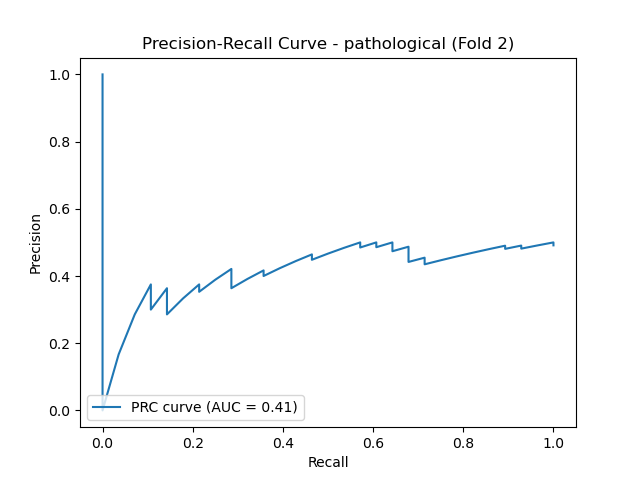 Precision-Recall Curve - pathological (Fold 2)
1.0
0.8
0.6
0.4
0.2
0.0
Precision
PRC curve (AUC = 0.41)
0.0 0.2 0.4 0.6 0.8 1.0
Recall